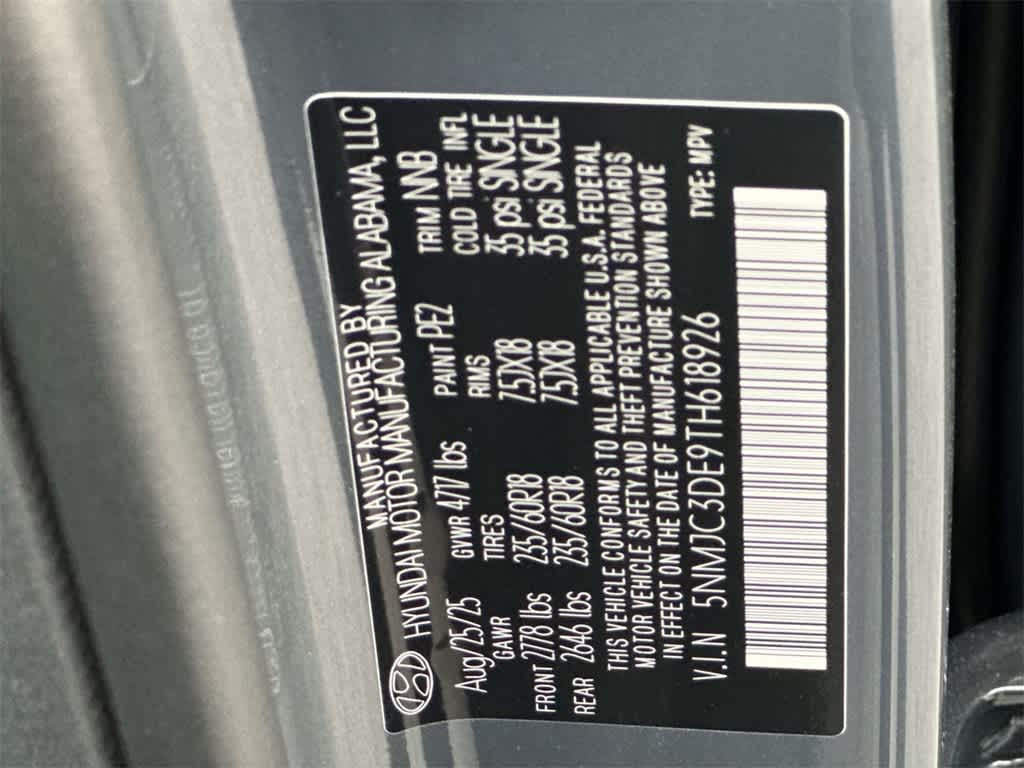 MANUFACTURED BY
HYUNDAI MOTOR MANUFACTURING ALABAMA, LLC
Aug/25/25 GVWR 4717 lbs PAINT PE2 TRIM NNB
GAWR TIRES RIMS COLD TIRE INFL
FRONT 2778 lbs 235/60R18 7.5JX18 35 psi SINGLE
REAR 2646 lbs 235/60R18 7.5JX18 35 psi SINGLE
THIS VEHICLE CONFORMS TO ALL APPLICABLE U.S.A. FEDERAL
MOTOR VEHICLE SAFETY AND THEFT PREVENTION STANDARDS
IN EFFECT ON THE DATE OF MANUFACTURE SHOWN ABOVE
V.I.N 5NMJC3DE9TH618926 TYPE: MPV